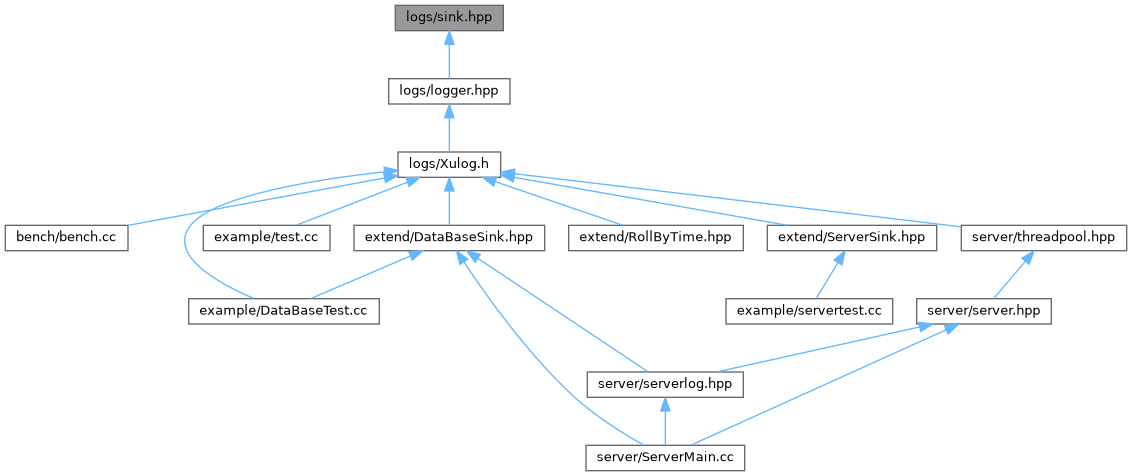 logs/sink.hpp
logs/logger.hpp
logs/Xulog.h
bench/bench.cc
example/test.cc
extend/DataBaseSink.hpp
extend/RollByTime.hpp
extend/ServerSink.hpp
server/threadpool.hpp
example/DataBaseTest.cc
example/servertest.cc
server/server.hpp
server/serverlog.hpp
server/ServerMain.cc